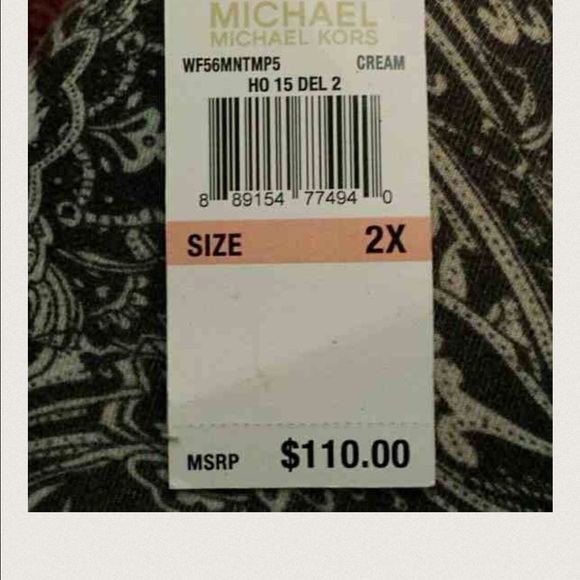 MICHAEL
MICHAEL KORS
WF56MNTMP5 CREAM
HO 15 DEL 2
8 89154 77494 0
SIZE 2X
MSRP $110.00